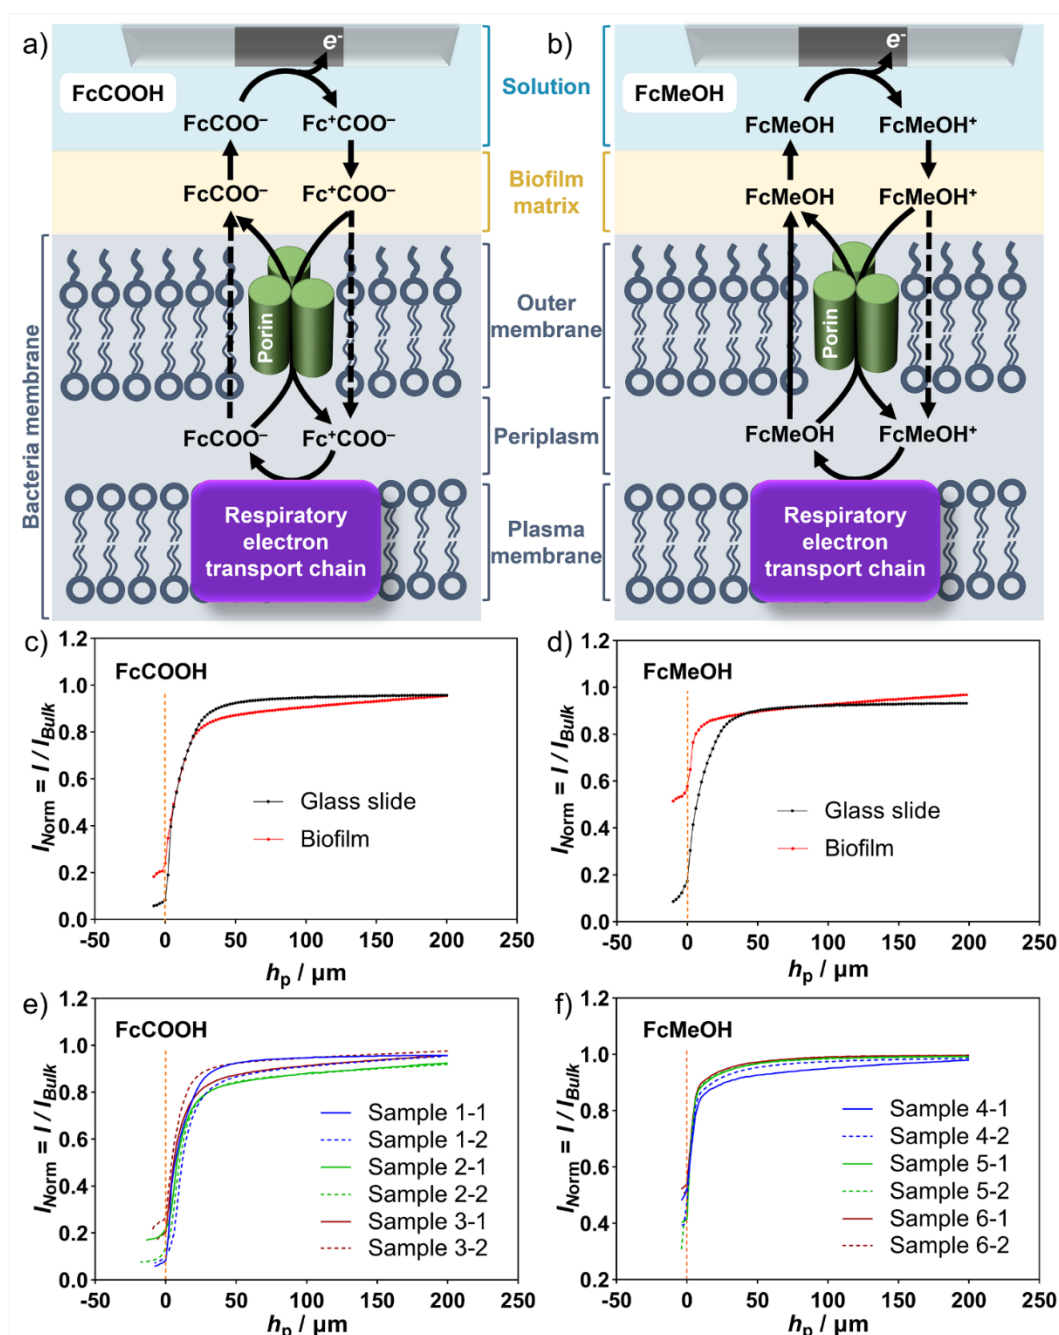 a)
e-
FcCOOH
FcCOO–
Fc+COO–
FcCOO–
Fc+COO–
Porin
FcCOO–
Fc+COO–
Respiratory
electron
transport chain
Bacteria membrane
Solution
Biofilm
matrix
Outer
membrane
Periplasm
Plasma
membrane
b)
e-
FcMeOH
FcMeOH
FcMeOH+
FcMeOH
FcMeOH+
Porin
FcMeOH
FcMeOH+
Respiratory
electron
transport chain
c)
FcCOOH
INorm = I / IBulk
1.2
1.0
0.8
0.6
0.4
0.2
0.0
Glass slide
Biofilm
-50 0 50 100 150 200 250
hp / µm
d)
FcMeOH
INorm = I / IBulk
1.2
1.0
0.8
0.6
0.4
0.2
0.0
Glass slide
Biofilm
-50 0 50 100 150 200 250
hp / µm
e)
FcCOOH
INorm = I / IBulk
1.2
1.0
0.8
0.6
0.4
0.2
0.0
Sample 1-1
Sample 1-2
Sample 2-1
Sample 2-2
Sample 3-1
Sample 3-2
-50 0 50 100 150 200 250
hp / µm
f)
FcMeOH
INorm = I / IBulk
1.2
1.0
0.8
0.6
0.4
0.2
Sample 4-1
Sample 4-2
Sample 5-1
Sample 5-2
Sample 6-1
Sample 6-2
-50 0 50 100 150 200 250
hp / µm